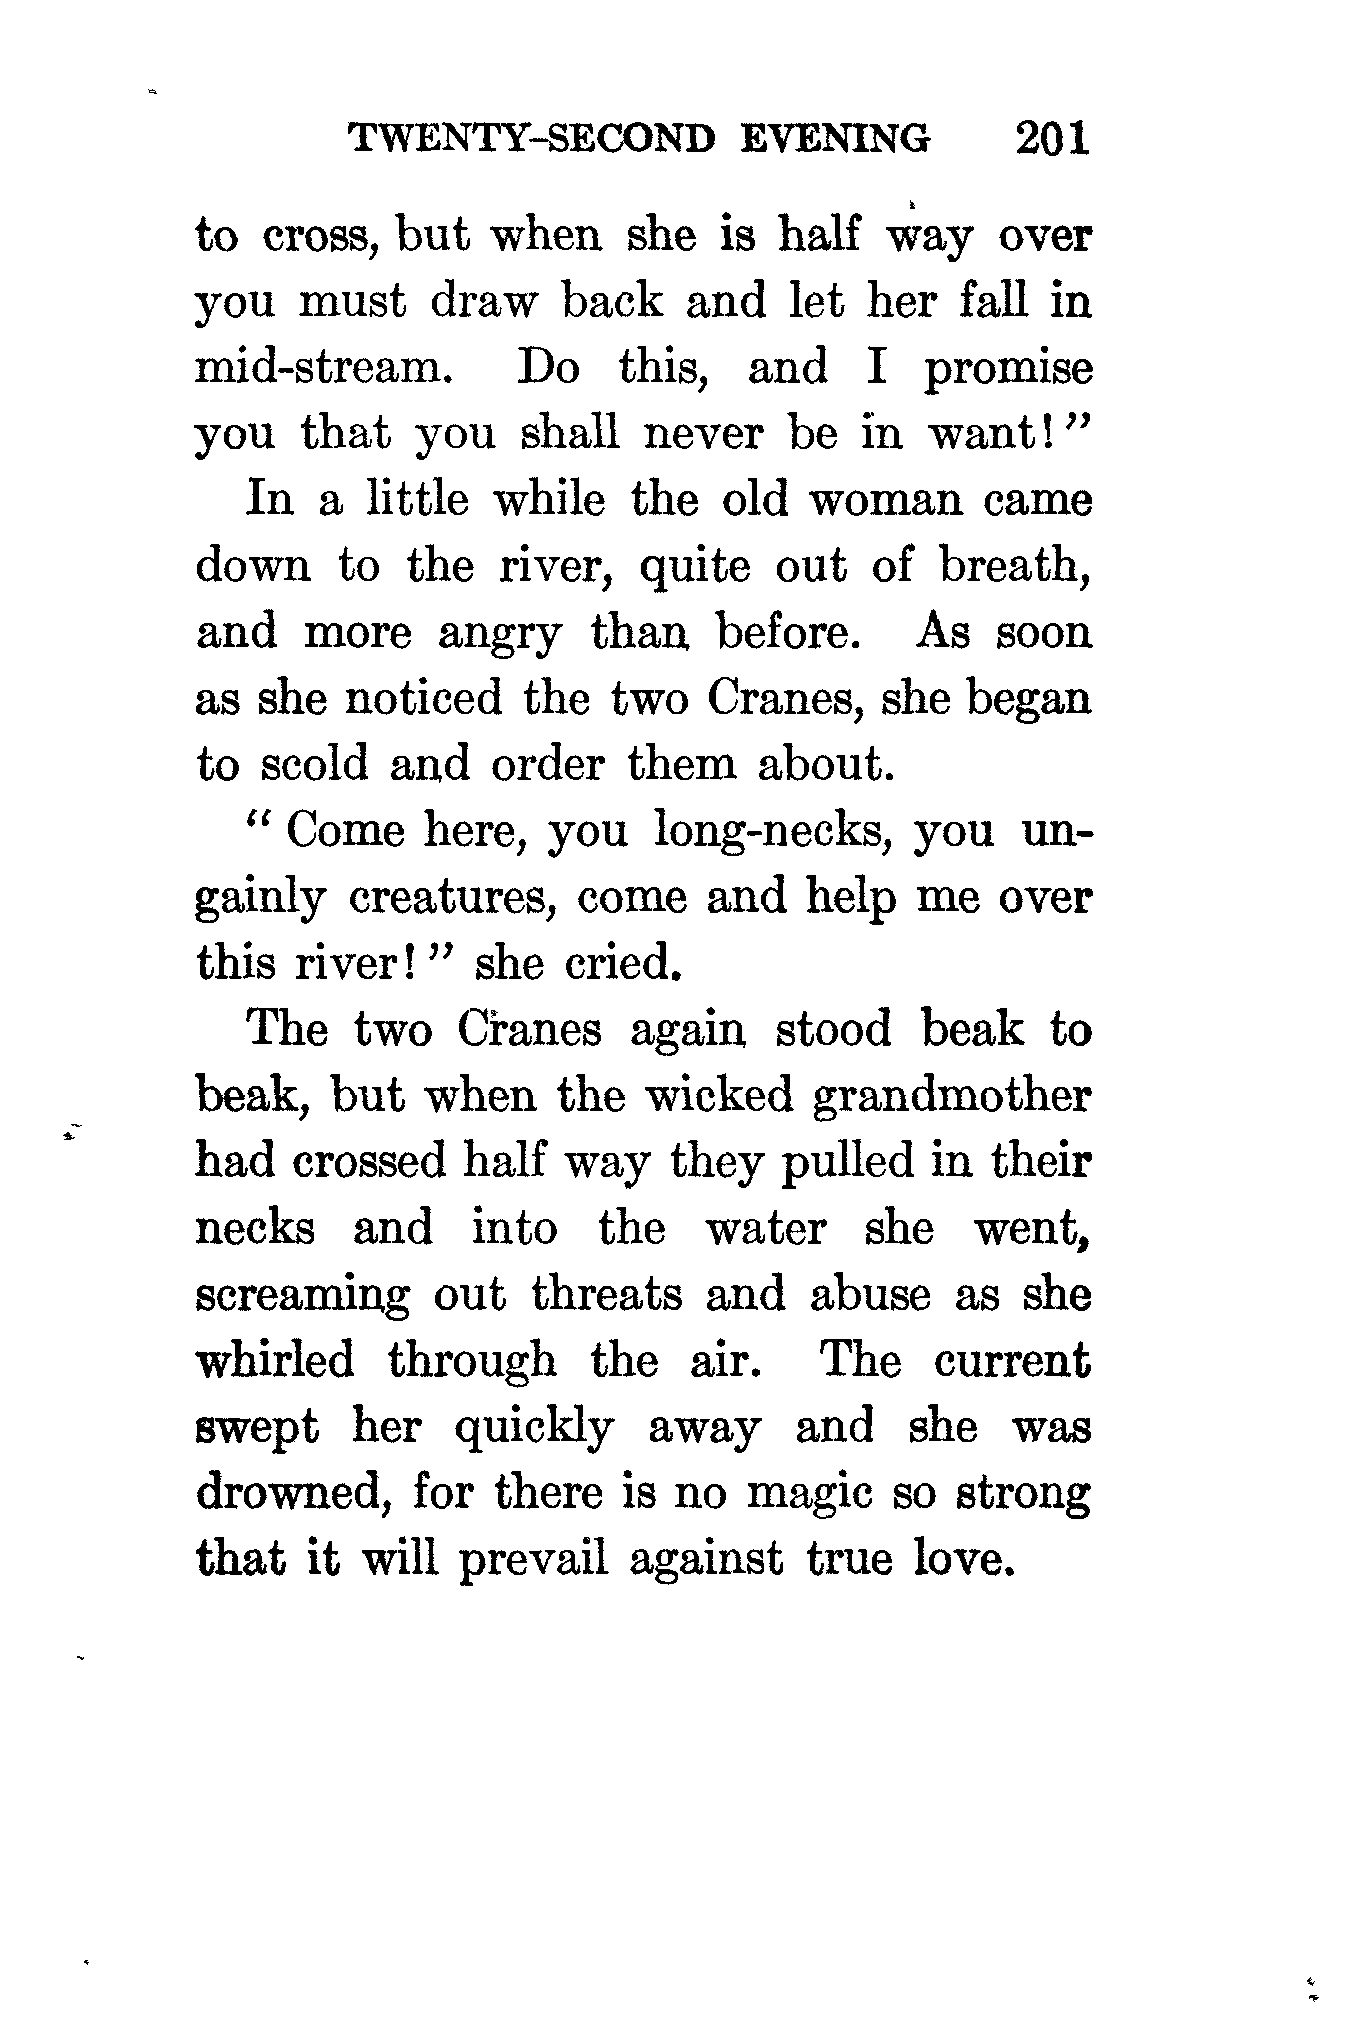 TWENTY-SECOND EVENING 201
to cross, but when she is half way over
you must draw back and let her fall in
mid-stream. Do this, and I promise
you that you shall never be in want!”
In a little while the old woman came
down to the river, quite out of breath,
and more angry than before. As soon
as she noticed the two Cranes, she began
to scold and order them about.
“Come here, you long-necks, you un-
gainly creatures, come and help me over
this river!” she cried.
The two Cranes again stood beak to
beak, but when the wicked grandmother
had crossed half way they pulled in their
necks and into the water she went,
screaming out threats and abuse as she
whirled through the air. The current
swept her quickly away and she was
drowned, for there is no magic so strong
that it will prevail against true love.